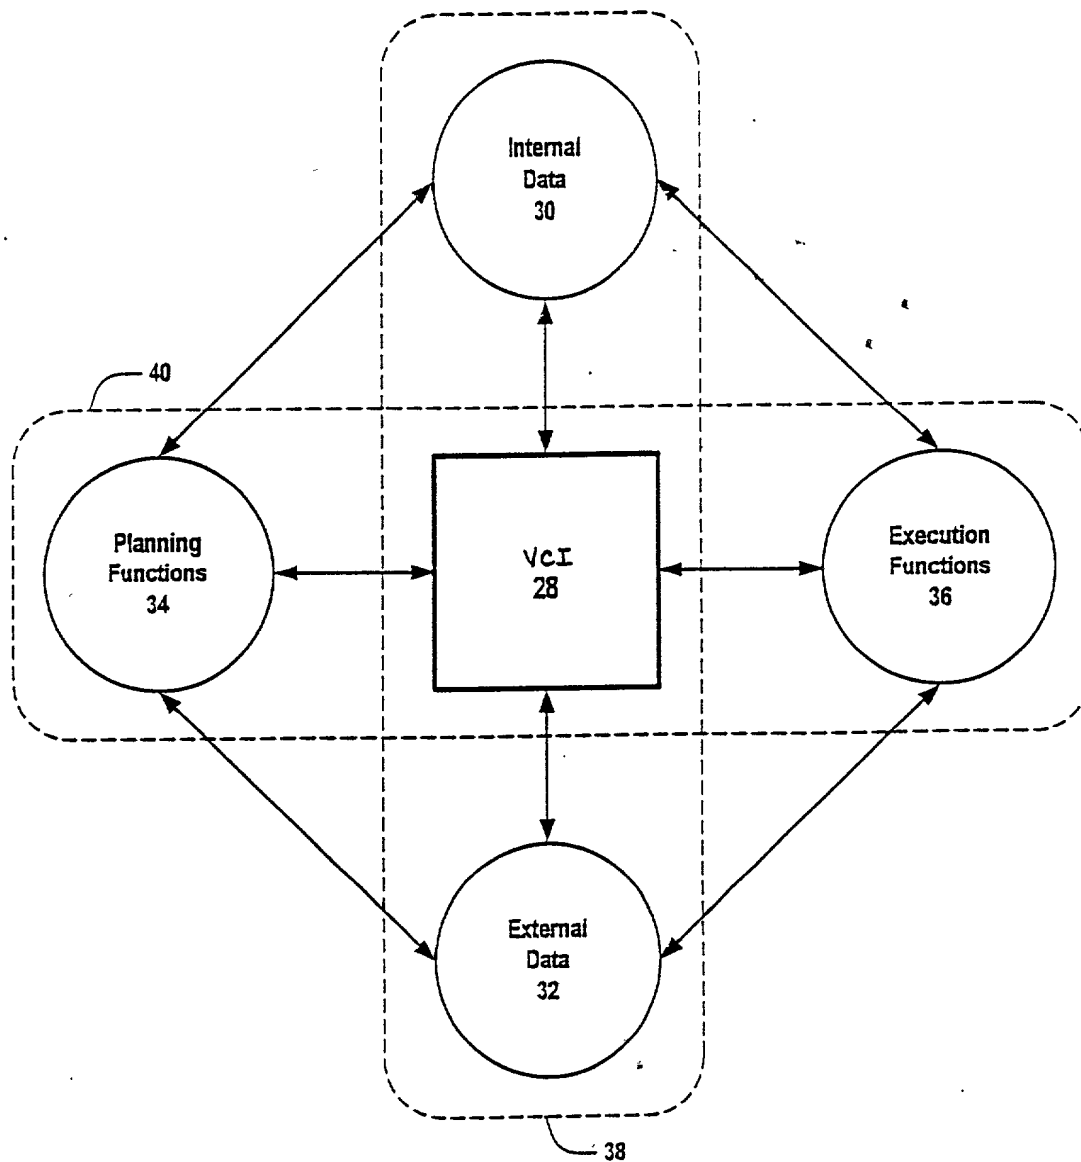 Internal
Data
30
40
Planning
Functions
34
VCI
28
Execution
Functions
36
External
Data
32
38